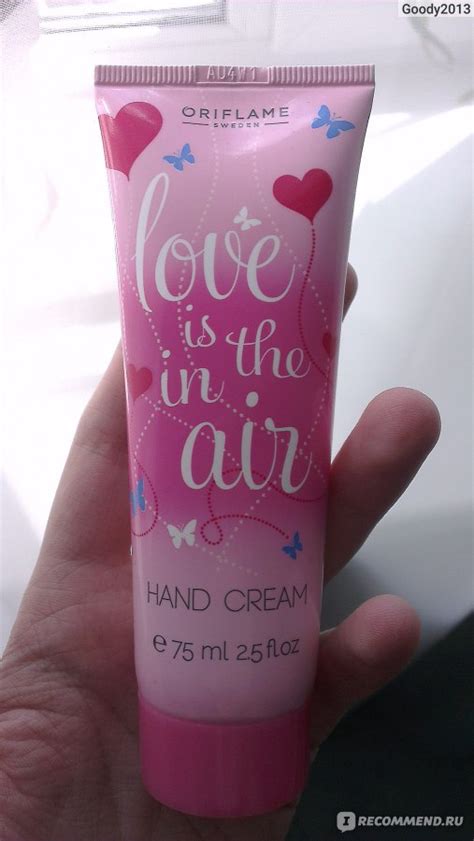 Goody2013
ORIFLAME
SWEDEN
love
is the
in
air
HAND CREAM
e 75 ml 2.5 fl oz
I RECOMMEND.RU